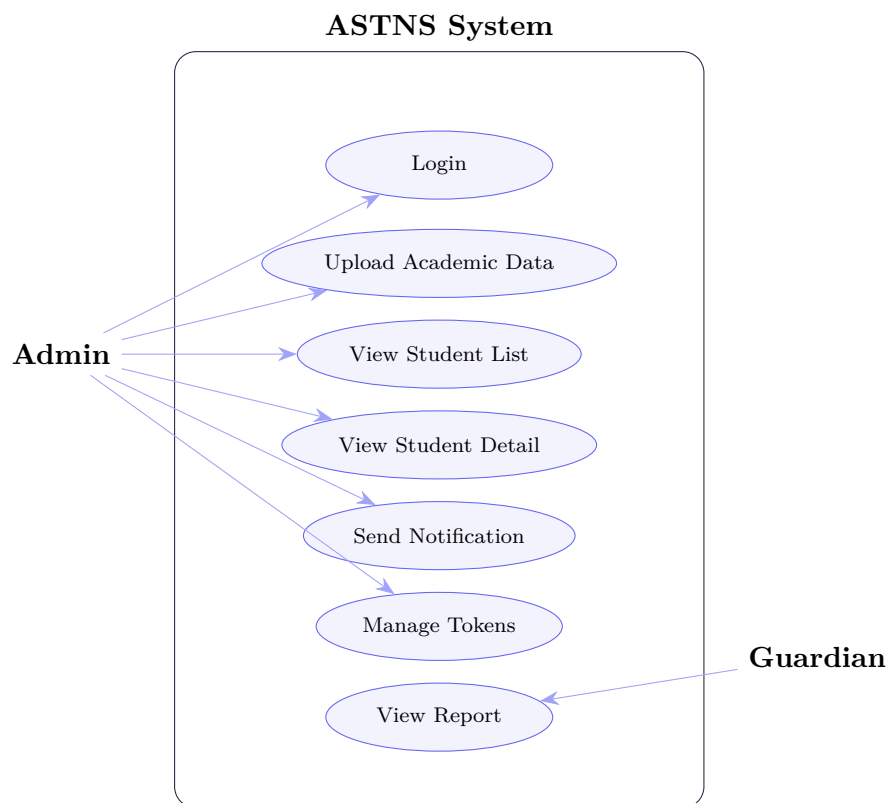 ASTNS System
Login
Upload Academic Data
Admin
View Student List
View Student Detail
Send Notification
Manage Tokens
Guardian
View Report